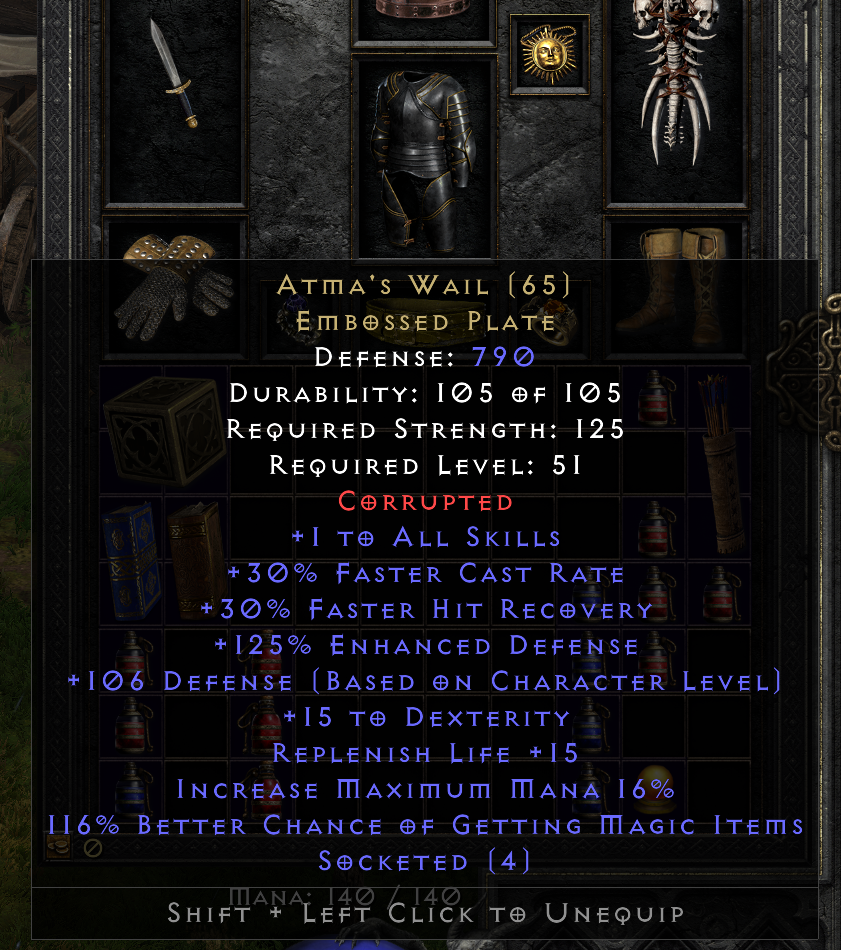 Atma's Wail (65)
Embossed Plate
Defense: 790
Durability: 105 of 105
Required Strength: 125
Required Level: 51
Corrupted
+1 to All Skills
+30% Faster Cast Rate
+30% Faster Hit Recovery
+125% Enhanced Defense
+106 Defense (Based on Character Level)
+15 to Dexterity
Replenish Life +15
Increase Maximum Mana 16%
116% Better Chance of Getting Magic Items
Socketed (4)
Mana: 140 / 140
Shift + Left Click to Unequip